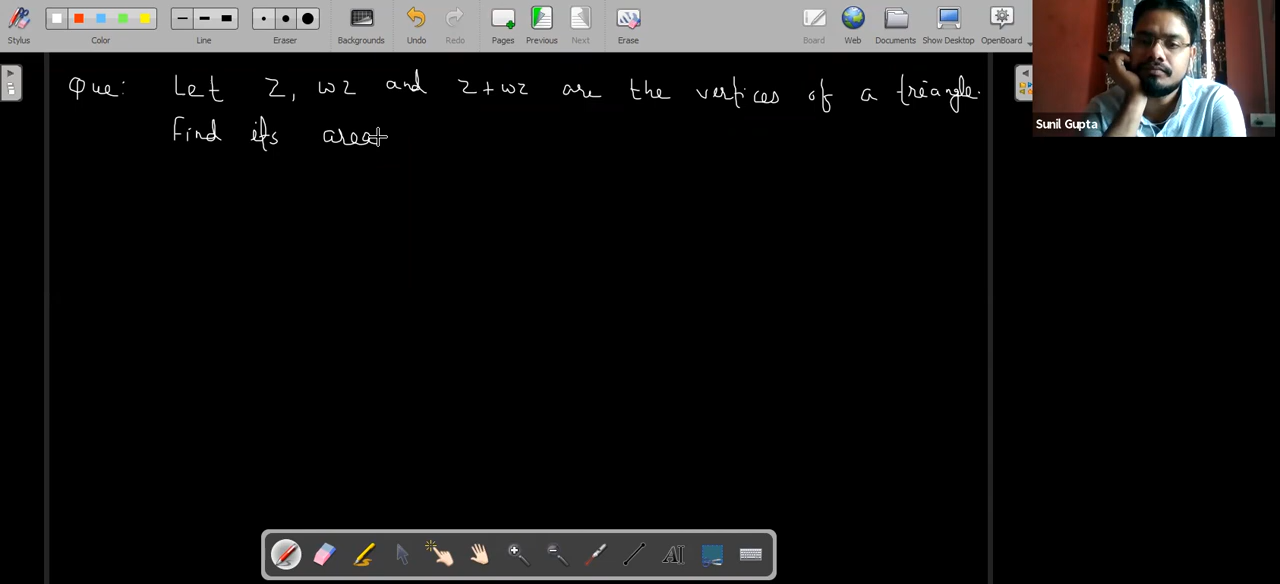 Stylus
Color
Line
Eraser
Backgrounds
Undo
Redo
Pages
Previous
Next
Erase
Board
Web
Documents
Show Desktop
OpenBoard
Que: Let z, ωz and z+ωz are the vertices of a triangle.
Find its area
Sunil Gupta
AI